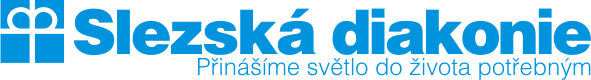 Slezská diakonie
Přinášíme světlo do života potřebným